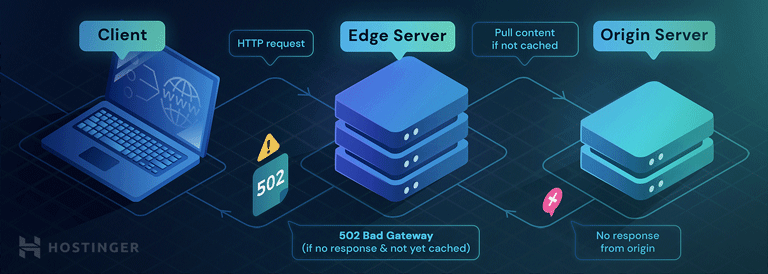 Client
HTTP request
Edge Server
Pull content
if not cached
Origin Server
WWW
502
502 Bad Gateway
(if no response & not yet cached)
No response
from origin
HOSTINGER